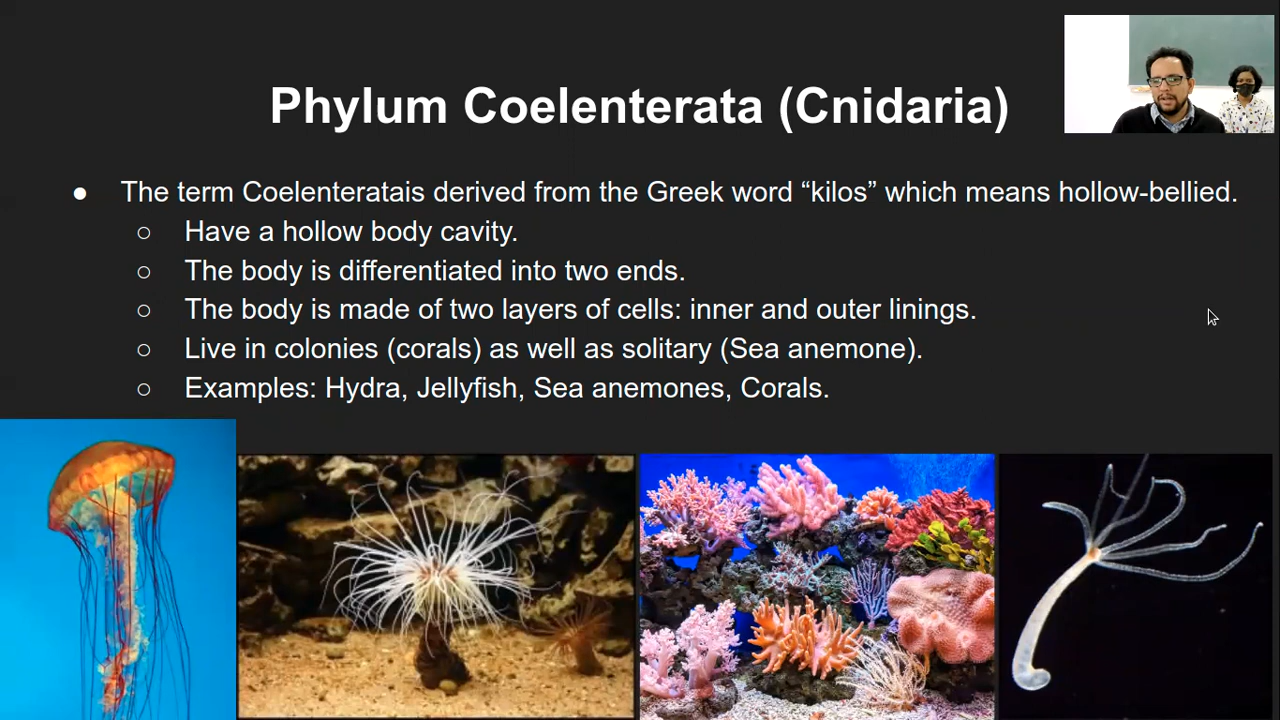 Phylum Coelenterata (Cnidaria)
● The term Coelenteratais derived from the Greek word “kilos” which means hollow-bellied.
○ Have a hollow body cavity.
○ The body is differentiated into two ends.
○ The body is made of two layers of cells: inner and outer linings.
○ Live in colonies (corals) as well as solitary (Sea anemone).
○ Examples: Hydra, Jellyfish, Sea anemones, Corals.